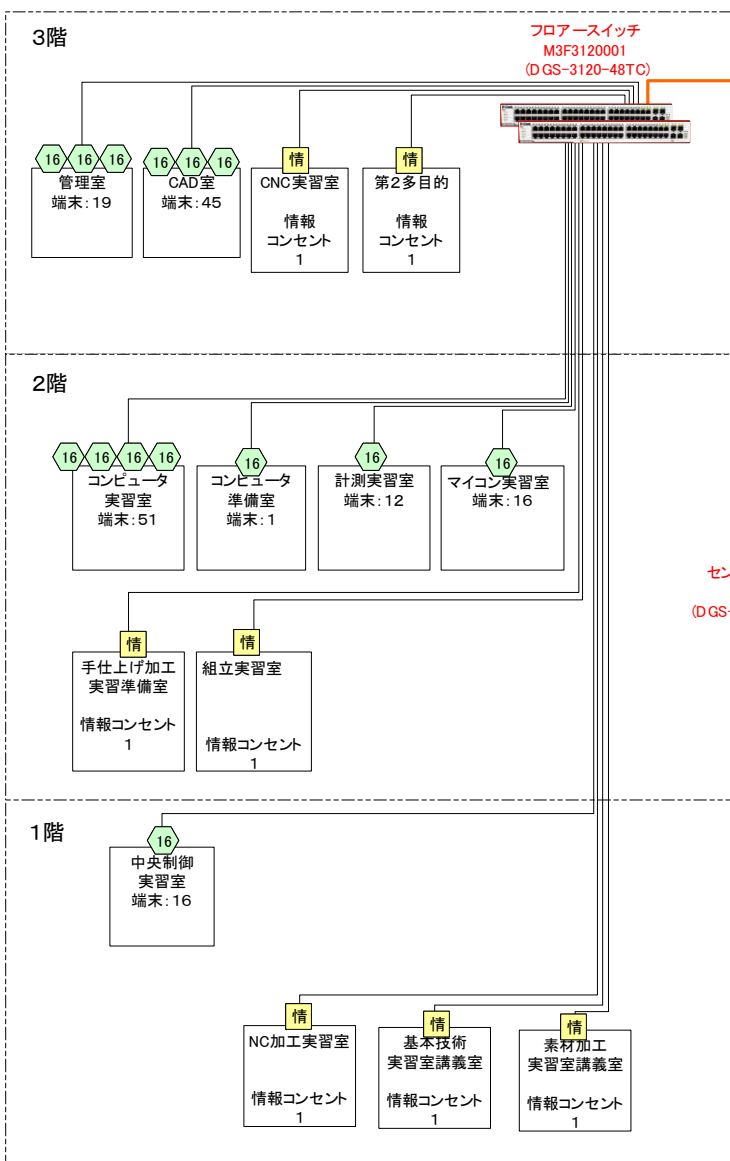 3階
フロアースイッチ
M3F3120001
(DGS-3120-48TC)
16 16 16
管理室
端末:19
16 16 16
CAD室
端末:45
情
CNC実習室
情報
コンセント
1
情
第2多目的
情報
コンセント
1
2階
16 16 16 16
コンピュータ
実習室
端末:51
16
コンピュータ
準備室
端末:1
16
計測実習室
端末:12
16
マイコン実習室
端末:16
セン
(DGS-
情
手仕上げ加工
実習準備室
情報コンセント
1
情
組立実習室
情報コンセント
1
1階
16
中央制御
実習室
端末:16
情
NC加工実習室
情報コンセント
1
情
基本技術
実習室講義室
情報コンセント
1
情
素材加工
実習室講義室
情報コンセント
1